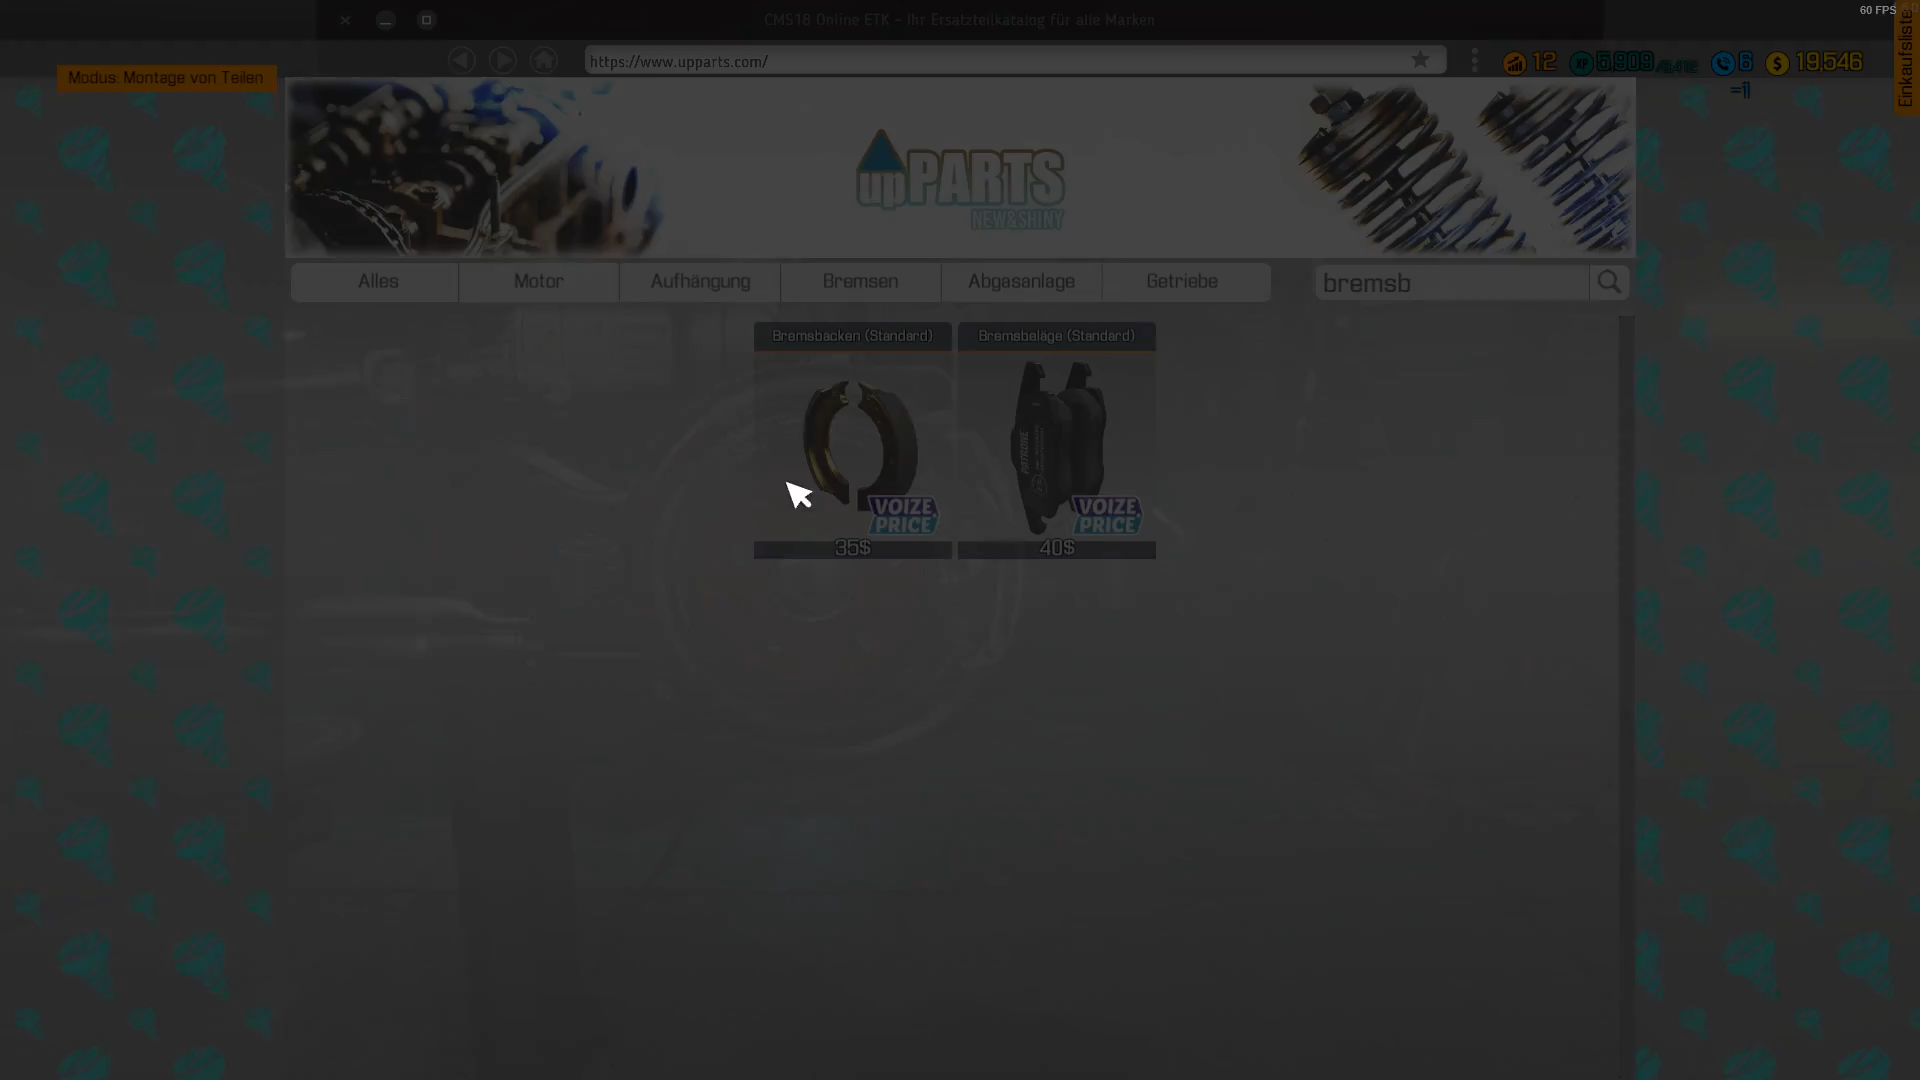 60 FPS
CMS18 Online ETK - Ihr Ersatzteilkatalog für alle Marken
https://www.upparts.com/
12
5,909
6
19,546
Einkaufsliste
Modus: Montage von Teilen
upPARTS
NEW&SHINY
Alles
Motor
Aufhängung
Bremsen
Abgasanlage
Getriebe
bremsb
Bremsbacken (Standard)
Bremsbeläge (Standard)
VOIZE
PRICE
VOIZE
PRICE
35$
40$